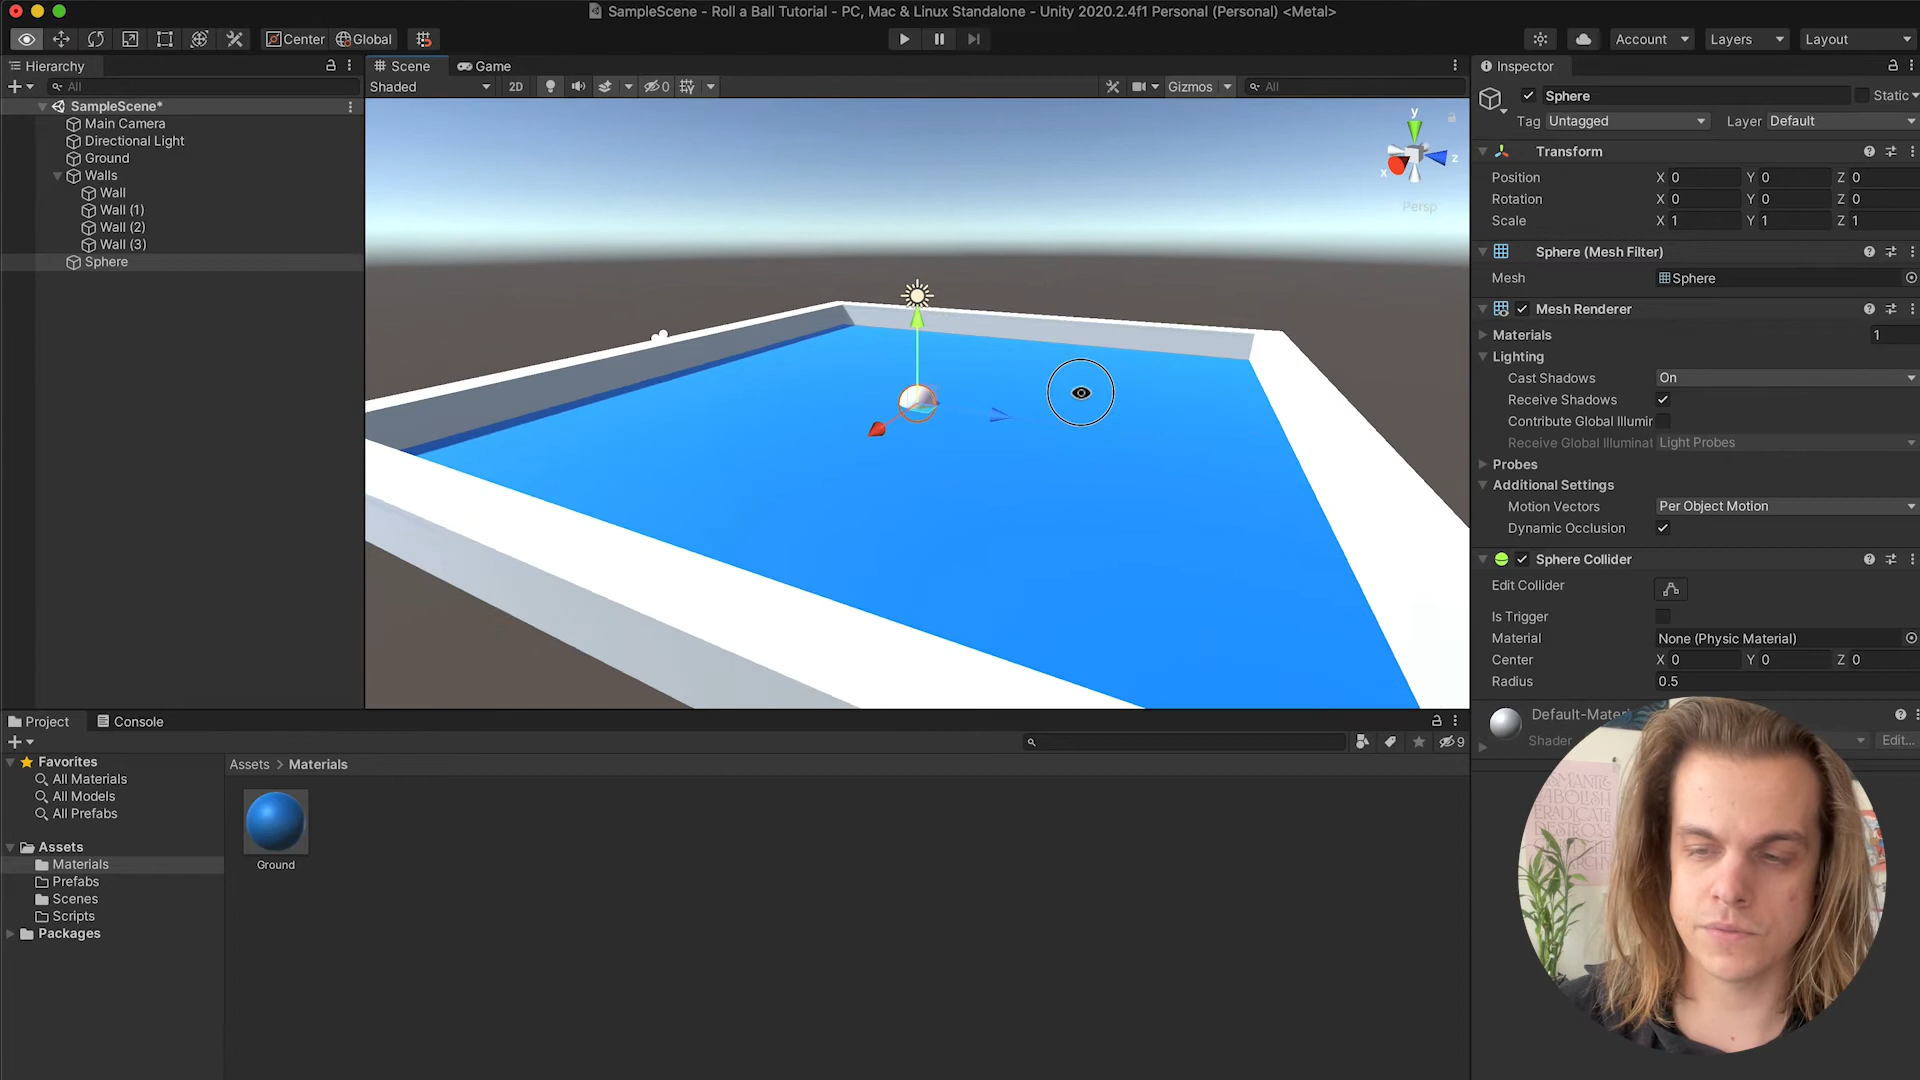 SampleScene - Roll a Ball Tutorial - PC, Mac & Linux Standalone - Unity 2020.2.4f1 Personal (Personal) <Metal>
Center Global Account Layers Layout
Hierarchy
All
SampleScene*
Main Camera
Directional Light
Ground
Walls
Wall
Wall (1)
Wall (2)
Wall (3)
Sphere
Scene Game
Shaded 2D 0 Gizmos All
y
x
z
Persp
Inspector
Sphere Static
Tag Untagged Layer Default
Transform
Position X 0 Y 0 Z 0
Rotation X 0 Y 0 Z 0
Scale X 1 Y 1 Z 1
Sphere (Mesh Filter)
Mesh Sphere
Mesh Renderer
Materials 1
Lighting
Cast Shadows On
Receive Shadows
Contribute Global Illumir
Receive Global Illuminat Light Probes
Probes
Additional Settings
Motion Vectors Per Object Motion
Dynamic Occlusion
Sphere Collider
Edit Collider
Is Trigger
Material None (Physic Material)
Center X 0 Y 0 Z 0
Radius 0.5
Default-Mater
Shader Edit...
Project Console
9
Favorites
All Materials
All Models
All Prefabs
Assets
Materials
Prefabs
Scenes
Scripts
Packages
Assets > Materials
Ground
ABOLISH
ERADICATE